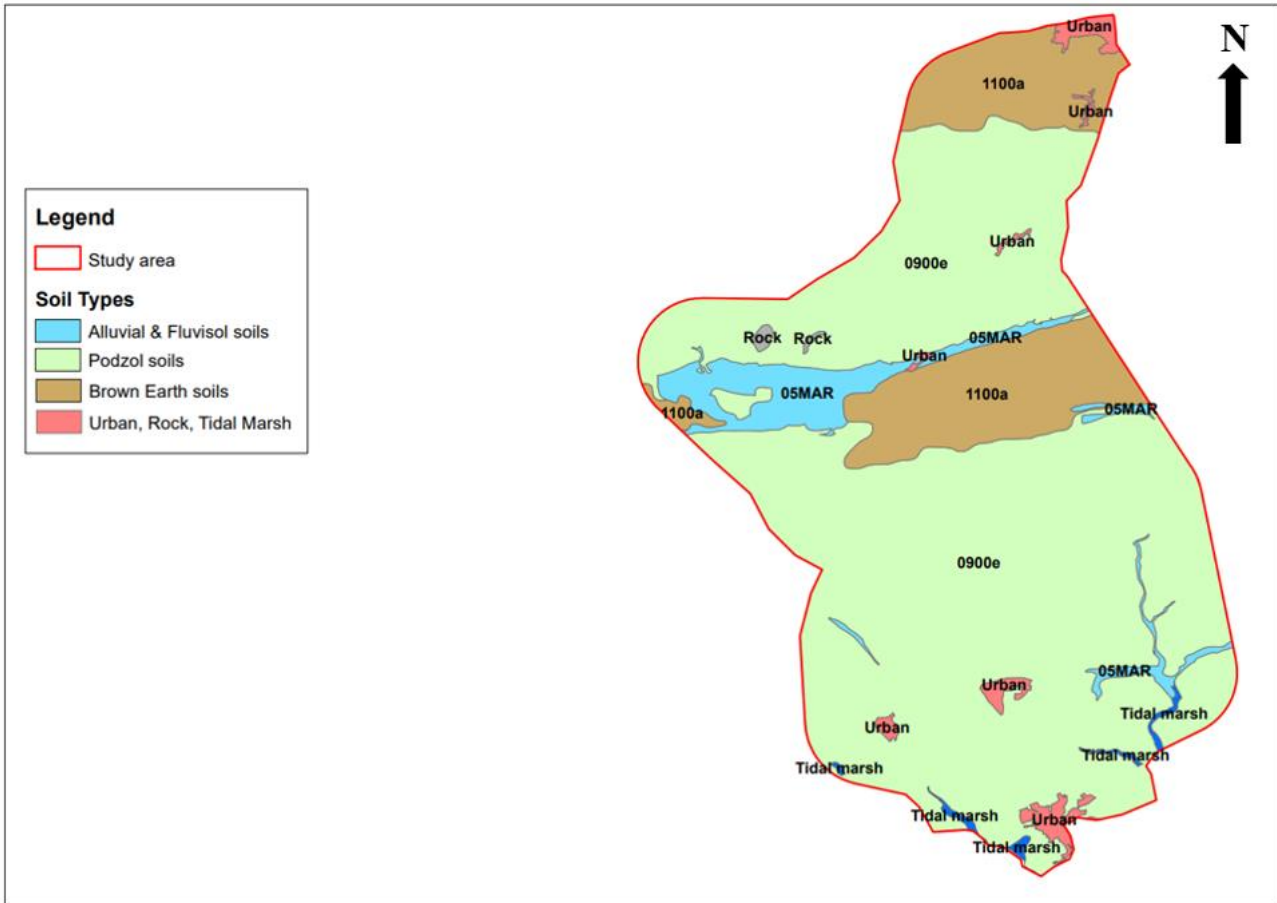 Urban
N
1100a
Urban
Legend
Study area
Soil Types
Alluvial & Fluvisol soils
Podzol soils
Brown Earth soils
Urban, Rock, Tidal Marsh
Urban
0900e
Rock
Rock
05MAR
Urban
05MAR
1100a
1100a
05MAR
0900e
05MAR
Urban
Tidal marsh
Urban
Tidal marsh
Tidal marsh
Tidal marsh
Urban
Tidal marsh